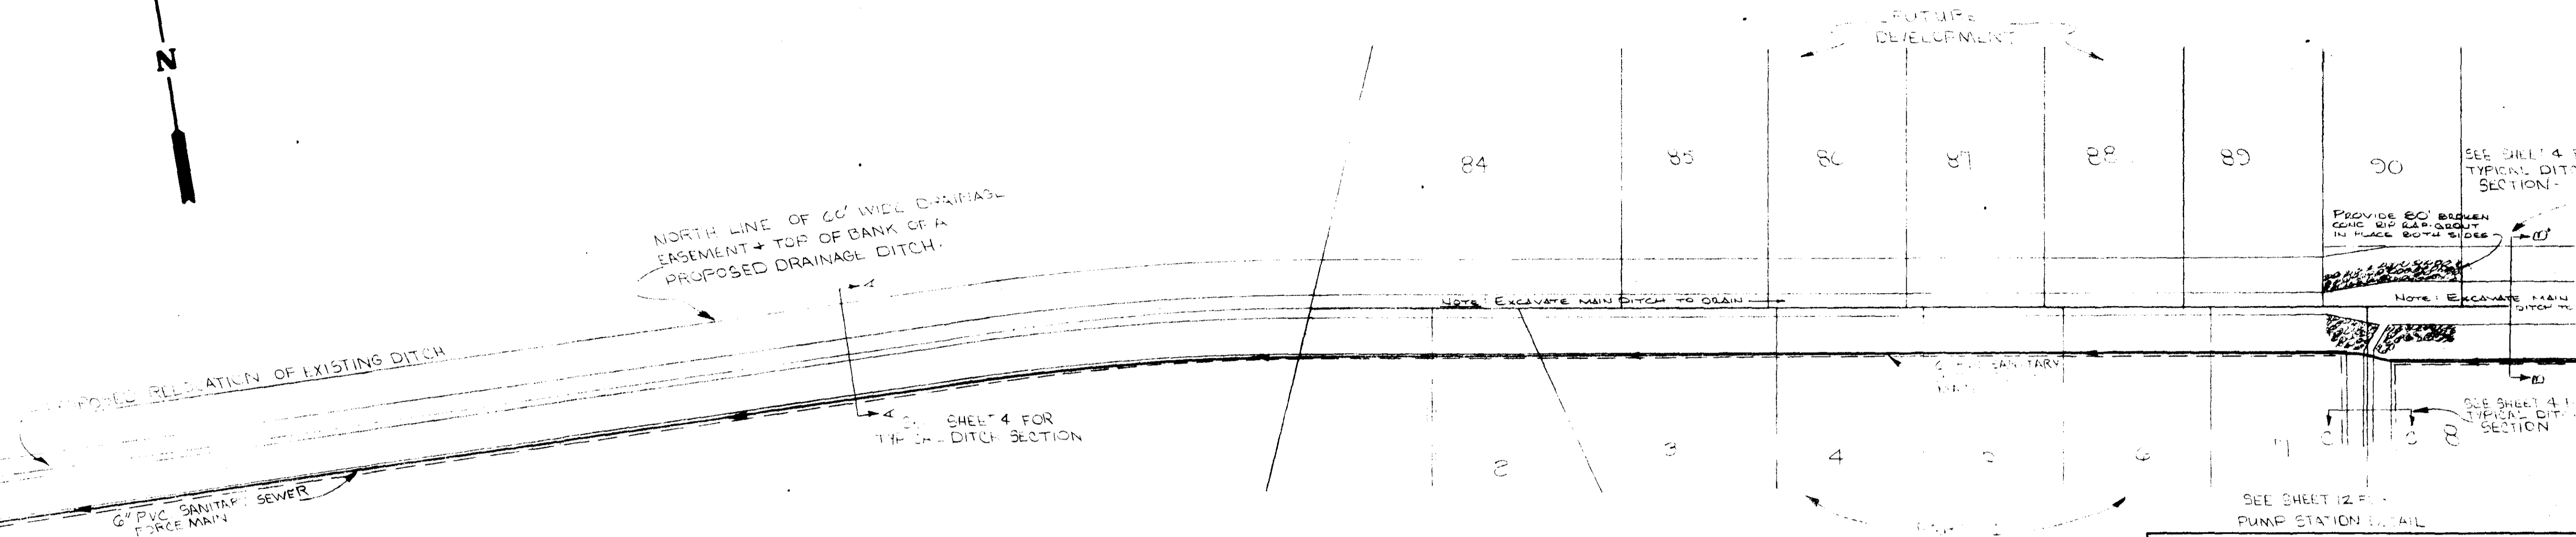 N
FUTURE
DEVELOPMENT
84
85
86
87
88
89
90
SEE SHEET 4
TYPICAL
SECTION
PROVIDE 80' BROKEN
CONC RIP RAP. GROUT
IN PLACE BOTH SIDES
B
NORTH LINE OF 60' WIDE DRAINAGE
EASEMENT & TOP OF BANK OF A
PROPOSED DRAINAGE DITCH.
A
NOTE: EXCAVATE MAIN DITCH TO DRAIN
NOTE: EXCAVATE MAIN
DITCH
RELOCATION OF EXISTING DITCH
A
SHEET 4 FOR
DITCH SECTION
SANITARY
B
SEE SHEET 4
TYPICAL
SECTION
C
C
2
3
4
5
6
7
8
6" PVC SANITARY SEWER
FORCE MAIN
SEE SHEET 12
PUMP STATION